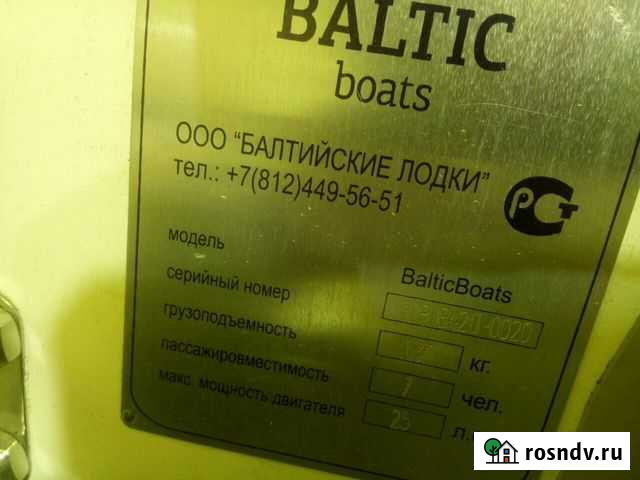 BALTIC
boats
ООО "БАЛТИЙСКИЕ ЛОДКИ"
тел.: +7(812)449-56-51
РСТ
модель BalticBoats
серийный номер
грузоподъемность кг.
пассажировместимость чел.
макс. мощность двигателя 25 л.
rosndv.ru